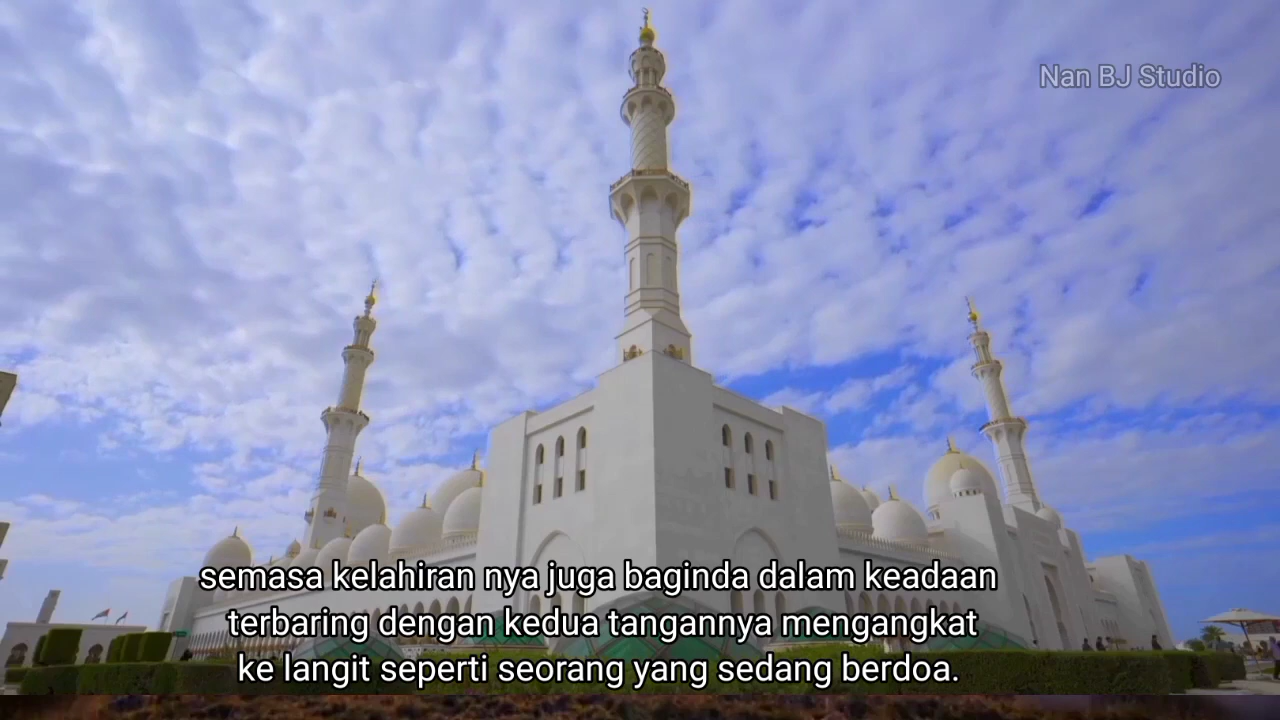 Nan BJ Studio
semasa kelahiran nya juga baginda dalam keadaan
terbaring dengan kedua tangannya mengangkat
ke langit seperti seorang yang sedang berdoa.